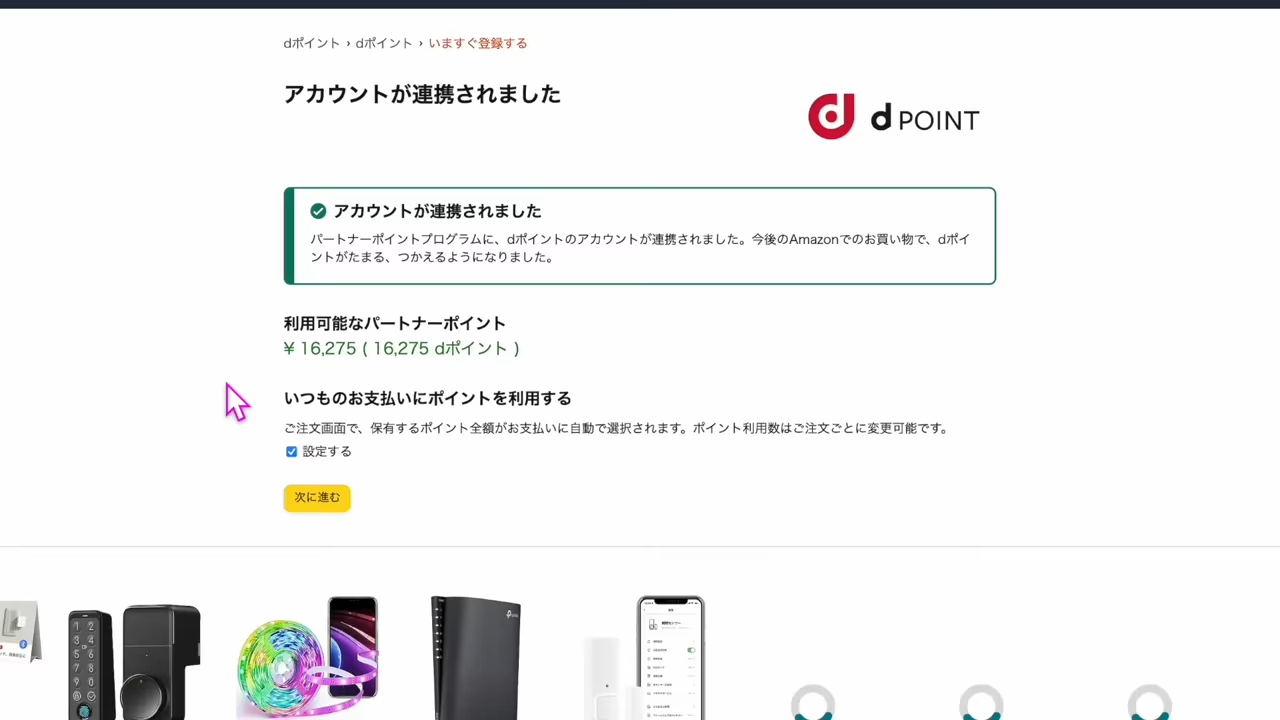 dポイント › dポイント › いますぐ登録する
アカウントが連携されました
d POINT
アカウントが連携されました
パートナーポイントプログラムに、dポイントのアカウントが連携されました。今後のAmazonでのお買い物で、dポイ
ントがたまる、つかえるようになりました。
利用可能なパートナーポイント
¥ 16,275 ( 16,275 dポイント )
いつものお支払いにポイントを利用する
ご注文画面で、保有するポイント全額がお支払いに自動で選択されます。ポイント利用数はご注文ごとに変更可能です。
設定する
次に進む